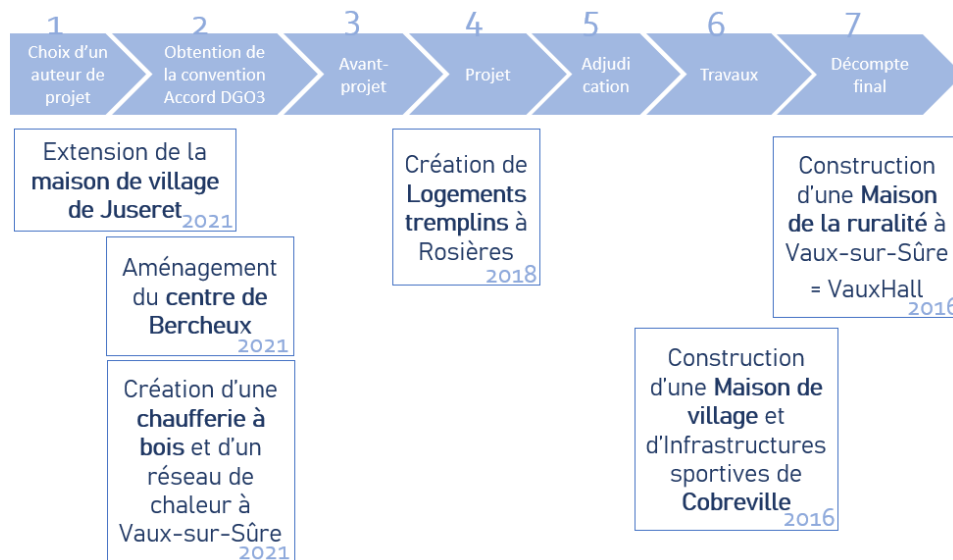 1
Choix d'un
auteur de
projet
2
Obtention de
la convention
Accord DGO3
3
Avant-
projet
4
Projet
5
Adjudi
cation
6
Travaux
7
Décompte
final
Extension de la
maison de village
de Juseret
2021
Aménagement
du centre de
Bercheux
2021
Création d'une
chaufferie à
bois et d'un
réseau de
chaleur à
Vaux-sur-Sûre
2021
Création de
Logements
tremplins à
Rosières
2018
Construction
d'une Maison de
village et
d'Infrastructures
sportives de
Cobreville
2016
Construction
d'une Maison
de la ruralité à
Vaux-sur-Sûre
= VauxHall
2016